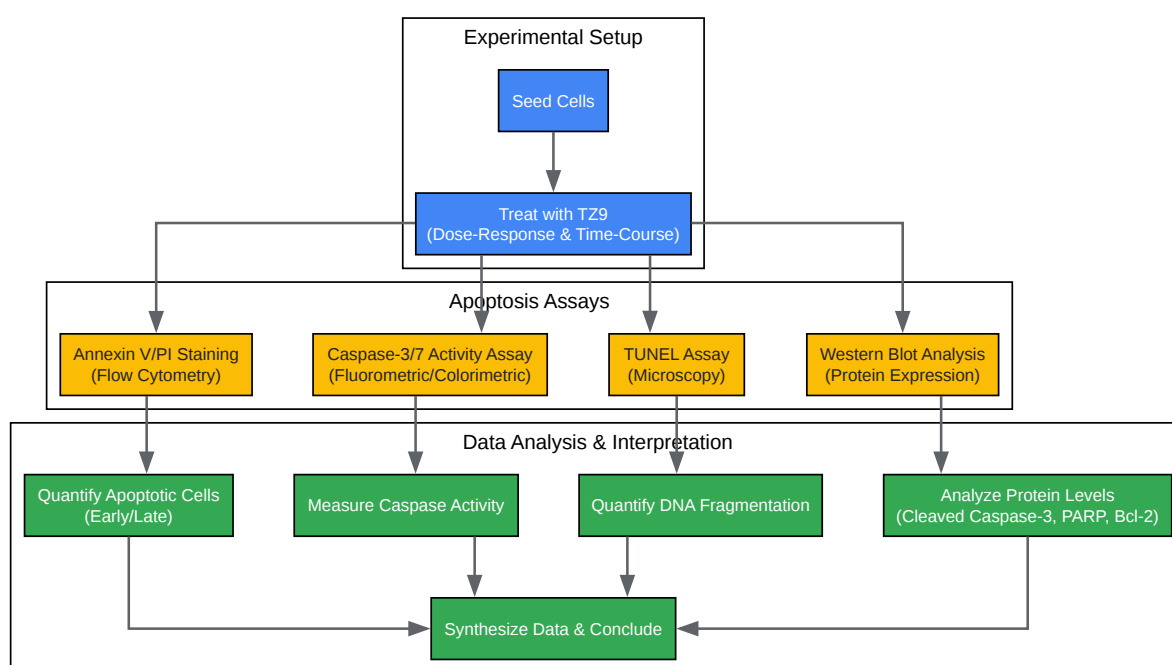 Experimental Setup
Seed Cells
Treat with TZ9
(Dose-Response & Time-Course)
Apoptosis Assays
Annexin V/PI Staining
(Flow Cytometry)
Caspase-3/7 Activity Assay
(Fluorometric/Colorimetric)
TUNEL Assay
(Microscopy)
Western Blot Analysis
(Protein Expression)
Data Analysis & Interpretation
Quantify Apoptotic Cells
(Early/Late)
Measure Caspase Activity
Quantify DNA Fragmentation
Analyze Protein Levels
(Cleaved Caspase-3, PARP, Bcl-2)
Synthesize Data & Conclude